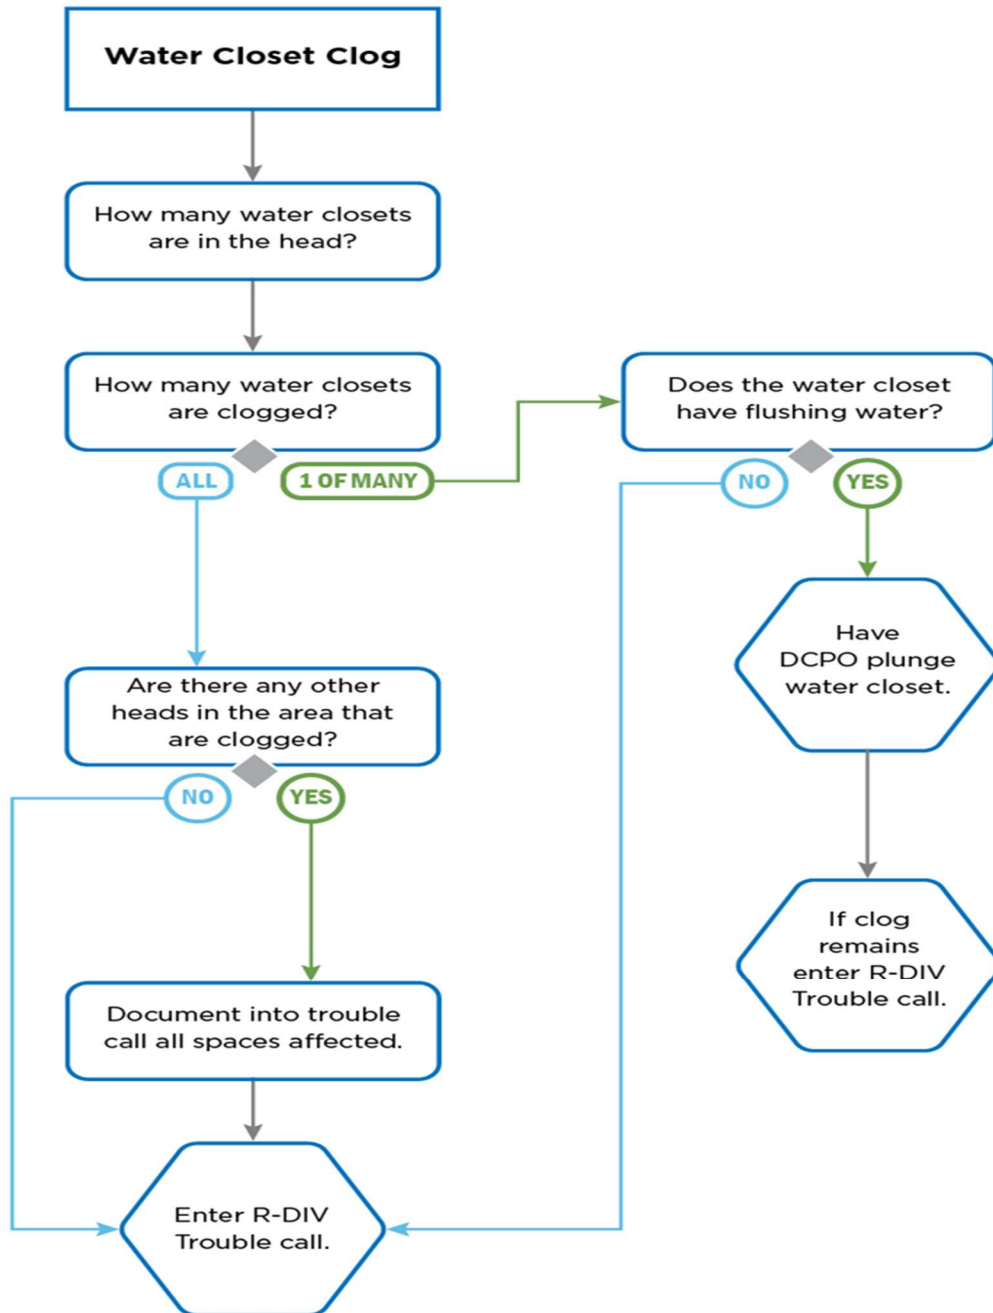 Water Closet Clog
How many water closets
are in the head?
How many water closets
are clogged?
ALL
1 OF MANY
Does the water closet
have flushing water?
NO
YES
Have
DCPO plunge
water closet.
If clog
remains
enter R-DIV
Trouble call.
Are there any other
heads in the area that
are clogged?
NO
YES
Document into trouble
call all spaces affected.
Enter R-DIV
Trouble call.